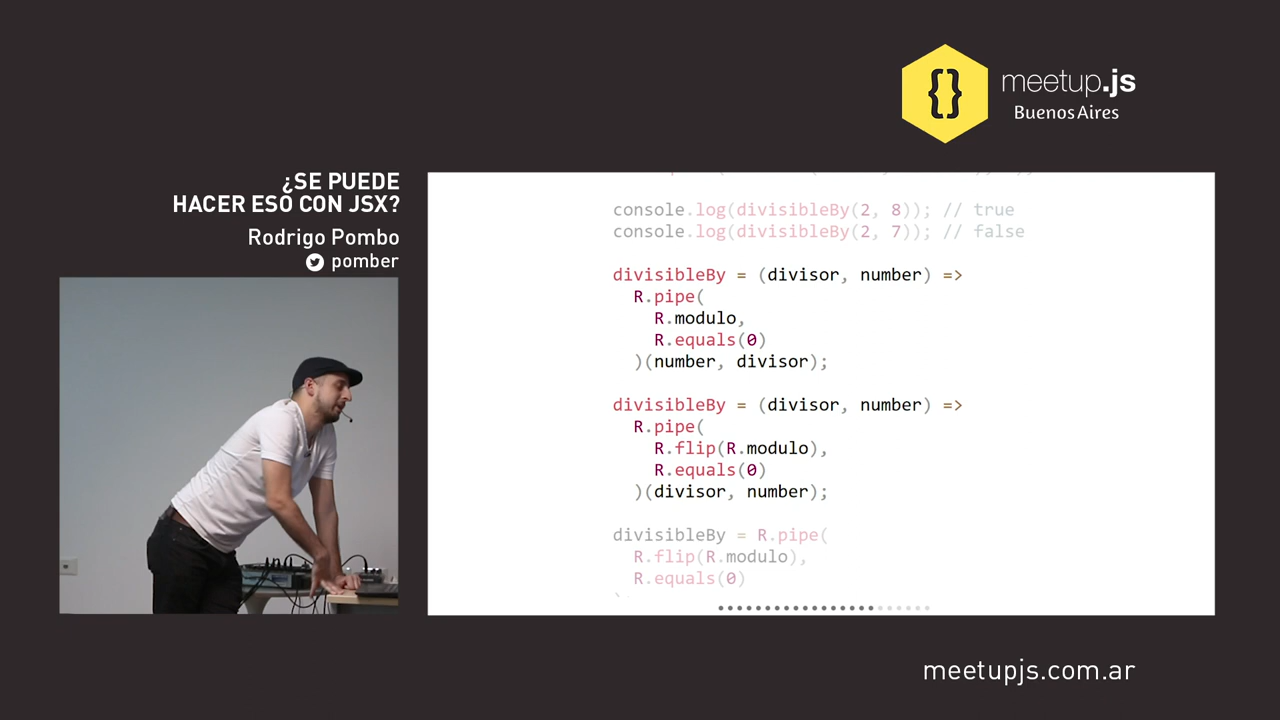 {}
meetup.js
Buenos Aires
¿SE PUEDE
HACER ESO CON JSX?
Rodrigo Pombo
pomber
console.log(divisibleBy(2, 8)); // true
console.log(divisibleBy(2, 7)); // false
divisibleBy = (divisor, number) =>
R.pipe(
R.modulo,
R.equals(0)
)(number, divisor);
divisibleBy = (divisor, number) =>
R.pipe(
R.flip(R.modulo),
R.equals(0)
)(divisor, number);
divisibleBy = R.pipe(
R.flip(R.modulo),
R.equals(0)
meetupjs.com.ar